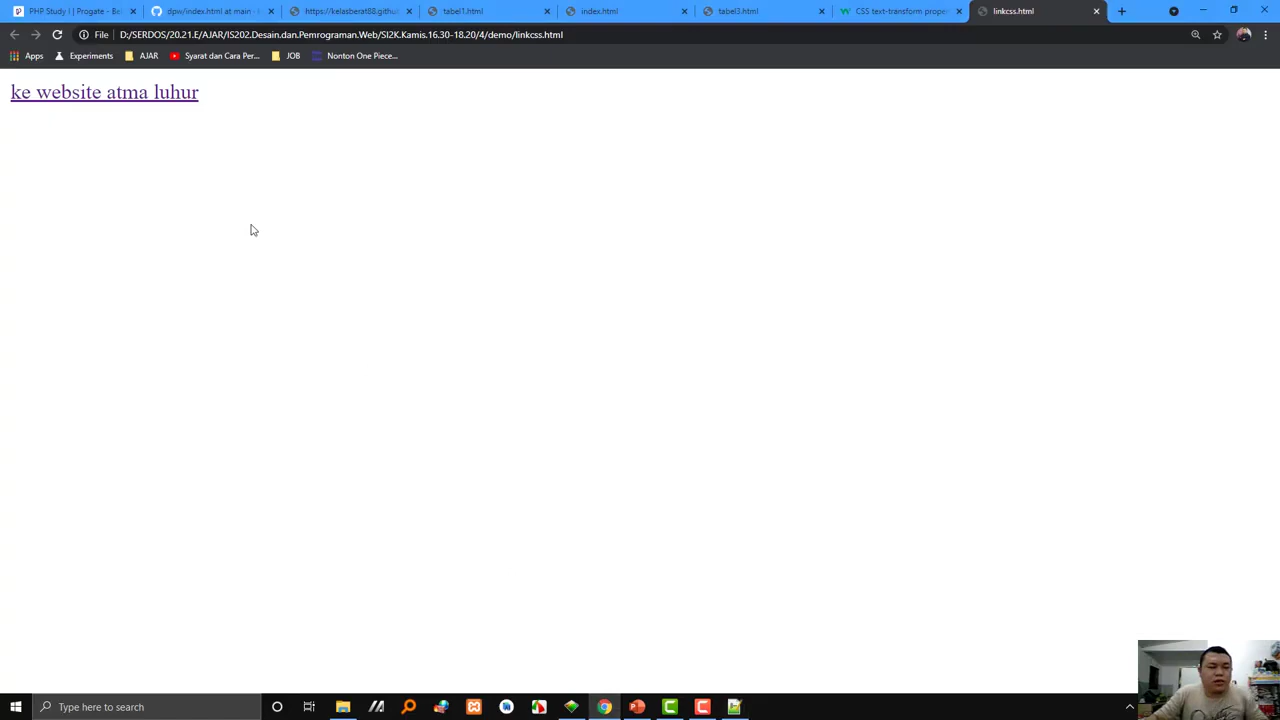 PHP Study I | Progate - Be
dpw/index.html at main · k
https://kelasberat88.githu
tabel1.html
index.html
tabel3.html
CSS text-transform proper
linkcss.html
File | D:/SERDOS/20.21.E/AJAR/IS202.Desain.dan.Pemrograman.Web/SI2K.Kamis.16.30-18.20/4/demo/linkcss.html
Apps Experiments AJAR Syarat dan Cara Per... JOB Nonton One Piece...
ke website atma luhur
Type here to search